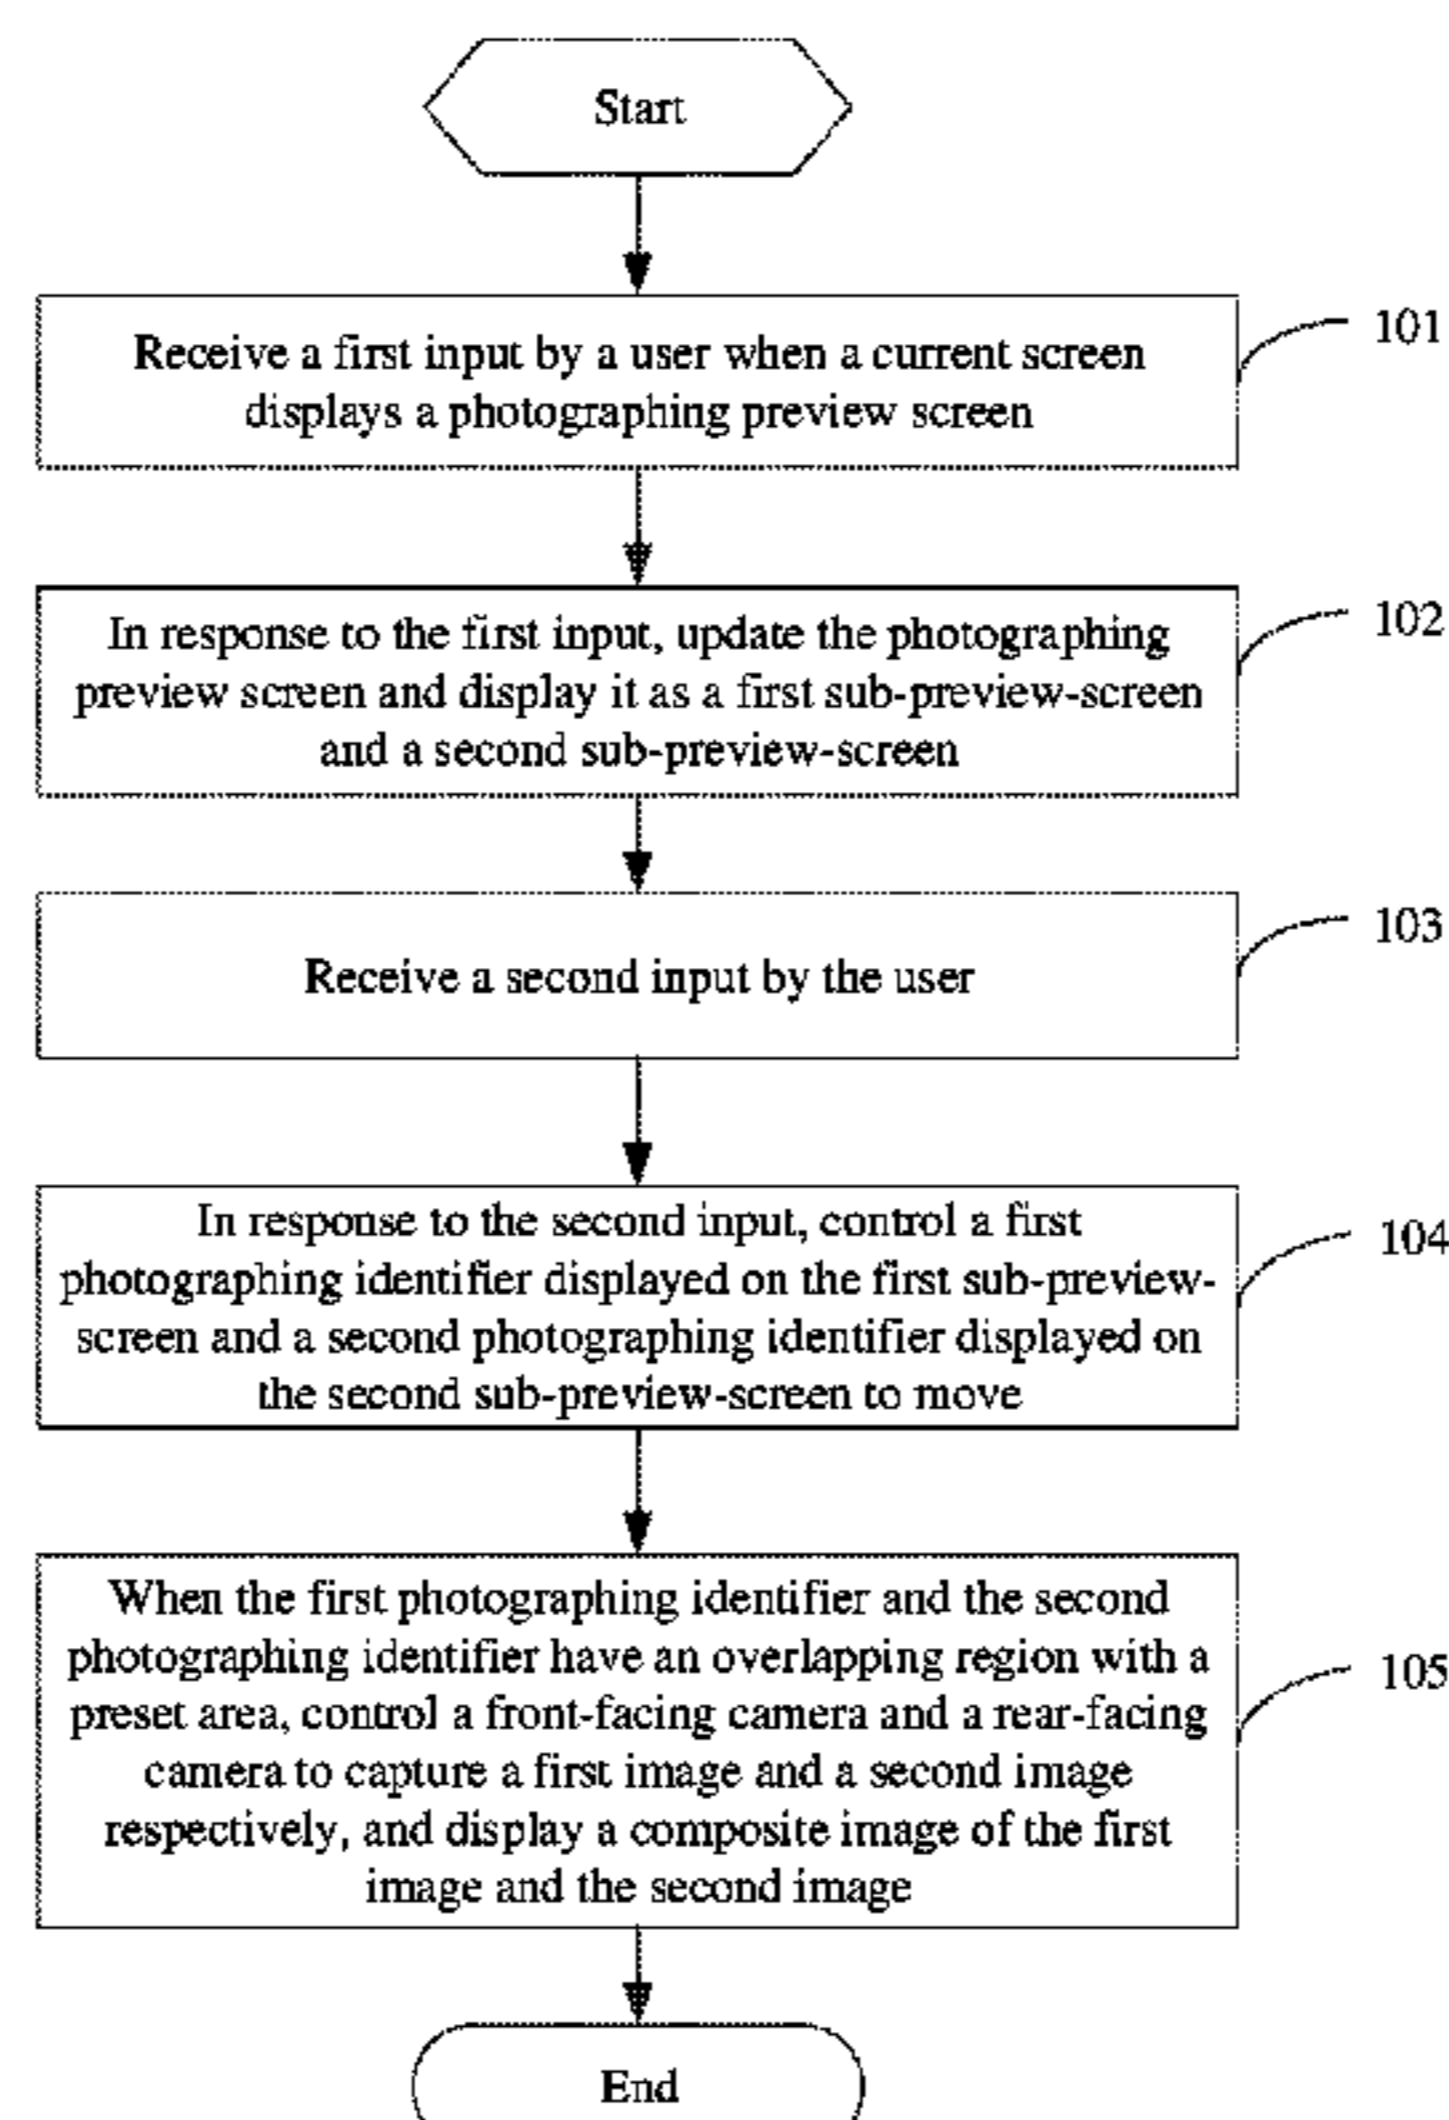 Start
Receive a first input by a user when a current screen
displays a photographing preview screen
101
In response to the first input, update the photographing
preview screen and display it as a first sub-preview-screen
and a second sub-preview-screen
102
Receive a second input by the user
103
In response to the second input, control a first
photographing identifier displayed on the first sub-preview-
screen and a second photographing identifier displayed on
the second sub-preview-screen to move
104
When the first photographing identifier and the second
photographing identifier have an overlapping region with a
preset area, control a front-facing camera and a rear-facing
camera to capture a first image and a second image
respectively, and display a composite image of the first
image and the second image
105
End